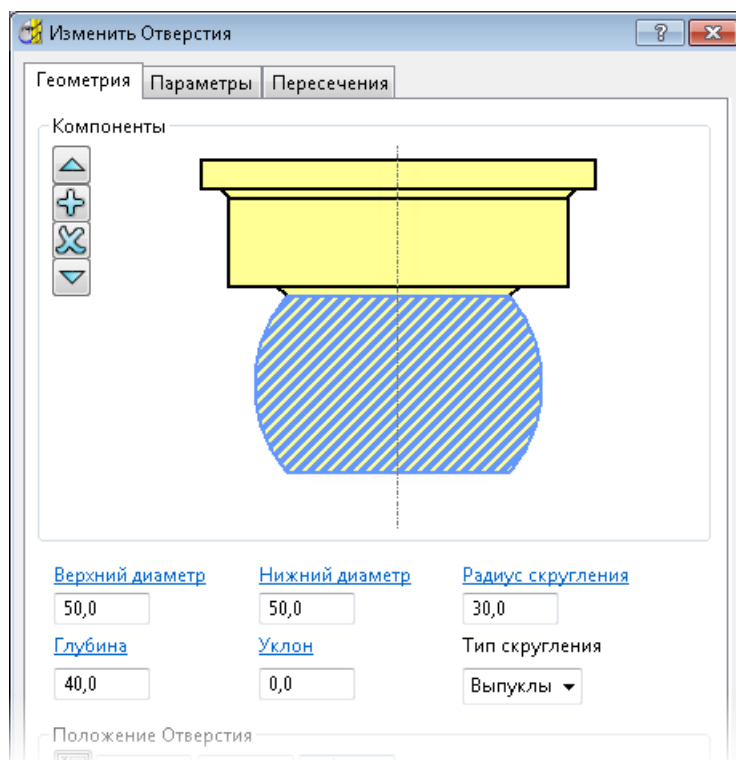 Изменить Отверстия
Геометрия Параметры Пересечения
Компоненты
Верхний диаметр Нижний диаметр Радиус скругления
50,0 50,0 30,0
Глубина Уклон Тип скругления
40,0 0,0 Выпуклы
Положение Отверстия